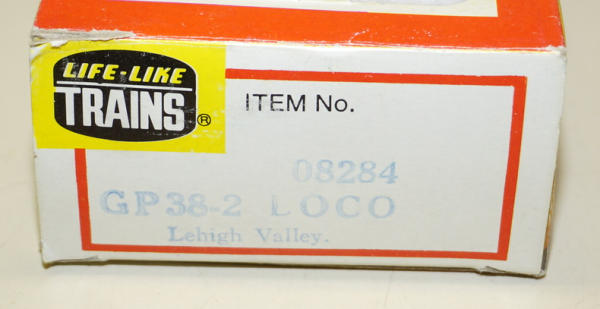 LIFE-LIKE
TRAINS ®
ITEM No.
08284
GP38-2 LOCO
Lehigh Valley.